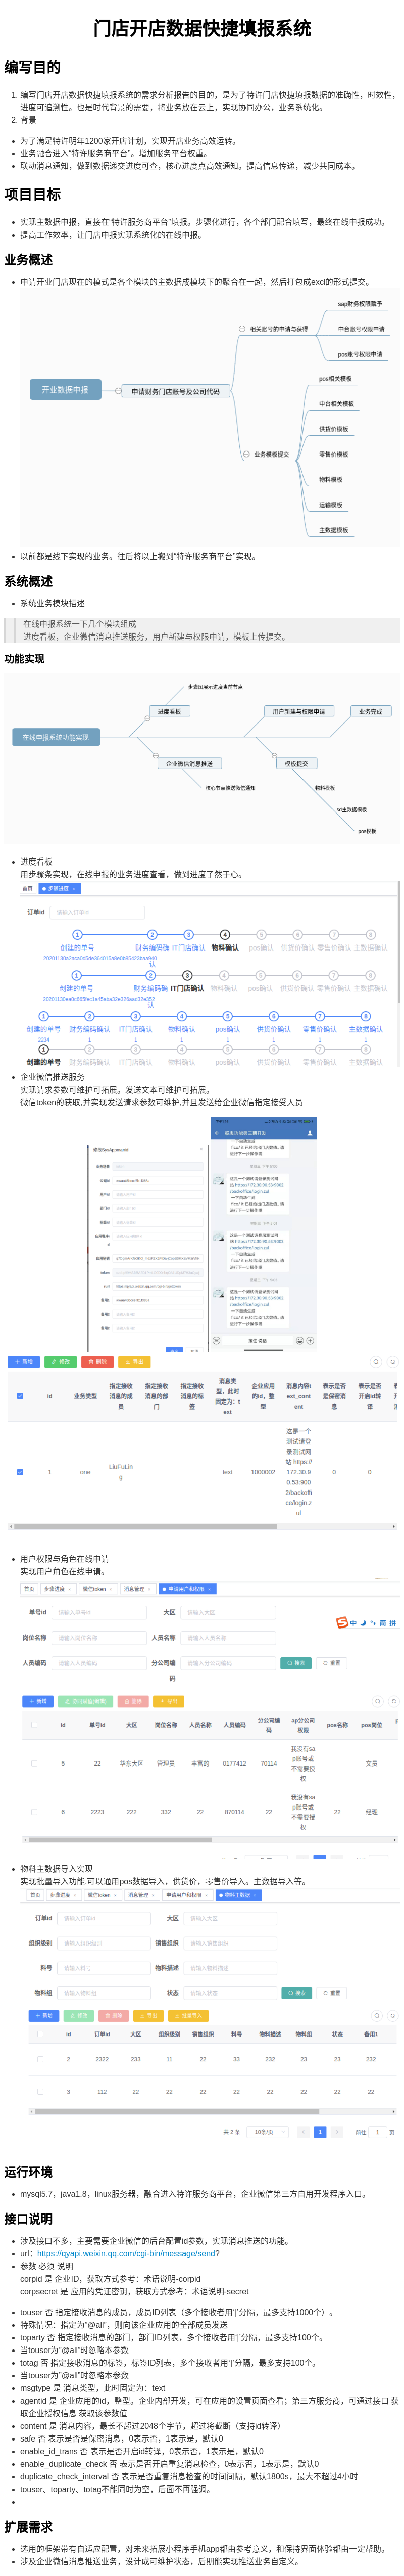 门店开店数据快捷填报系统
编写目的
1. 编写门店开店数据快捷填报系统的需求分析报告的目的，是为了特许门店快捷填报数据的准确性，时效性，
进度可追溯性。也是时代背景的需要，将业务放在云上，实现协同办公，业务系统化。
2. 背景
为了满足特许明年1200家开店计划，实现开店业务高效运转。
业务融合进入“特许服务商平台”。增加服务平台权重。
联动消息通知，做到数据递交进度可查，核心进度点高效通知。提高信息传递，减少共同成本。
项目目标
实现主数据申报，直接在“特许服务商平台”填报。步骤化进行，各个部门配合填写，最终在线申报成功。
提高工作效率，让门店申报实现系统化的在线申报。
业务概述
申请开业门店现在的模式是各个模块的主数据成模块下的聚合在一起，然后打包成excl的形式提交。
sap财务权限赋予
相关账号的申请与获得
中台账号权限申请
pos账号权限申请
开业数据申报
申请财务门店账号及公司代码
pos相关模板
中台相关模板
供货价模板
业务模板提交
零售价模板
物料模板
运输模板
主数据模板
以前都是线下实现的业务。往后将以上搬到“特许服务商平台”实现。
系统概述
系统业务模块描述
在线申报系统一下几个模块组成
进度看板，企业微信消息推送服务，用户新建与权限申请，模板上传提交。
功能实现
步骤图展示进度当前节点
进度看板
用户新建与权限申请
业务完成
在线申报系统功能实现
企业微信消息推送
模板提交
核心节点推送微信通知
物料模板
sd主数据模板
pos模板
进度看板
用步骤条实现，在线申报的业务进度查看，做到进度了然于心。
首页
步骤进度
订单id
请输入订单id
1 2 3 4 5 6 7 8
创建的单号 财务编码确认 IT门店确认 物料确认 pos确认 供货价确认 零售价确认 主数据确认
1 2 3 4 5 6 7 8
创建的单号 财务编码确认 IT门店确认 物料确认 pos确认 供货价确认 零售价确认 主数据确认
1 2 3 4 5 6 7 8
创建的单号 财务编码确认 IT门店确认 物料确认 pos确认 供货价确认 零售价确认 主数据确认
2234 1 1 1 1 1 1 1
1 2 3 4 5 6 7 8
创建的单号 财务编码确认 IT门店确认 物料确认 pos确认 供货价确认 零售价确认 主数据确认
企业微信推送服务
实现请求参数可维护可拓展。发送文本可维护可拓展。
微信token的获取,并实现发送请求参数可维护,并且发送给企业微信指定接受人员
新增 修改 删除 导出
id 业务类型 指定接收消息的成员 指定接收消息的部门 指定接收消息的标签 消息类型，此时固定为：text 企业应用的id，整型 消息内容text_content 表示是否是保密消息 表示是否开启id转译
1 one LiuFuLing text 1000002 这是一个测试请登录测试网站 https://172.30.90.53:9002/backoffice/login.zul 0 0
用户权限与角色在线申请
实现用户角色在线申请。
首页 步骤进度 微信token 消息管理 申请用户和权限
单号id 请输入单号id 大区 请输入大区
岗位名称 请输入岗位名称 人员名称 请输入人员名称
人员编码 请输入人员编码 分公司编码 请输入分公司编码 搜索 重置
id 单号id 大区 岗位名称 人员名称 人员编码 分公司编码 ap分公司权限 pos名称 pos岗位
5 22 华东大区 管理员 丰富的 0177412 70114 我没有sap账号或不需要授权 文员
6 2223 222 332 22 870114 22 我没有sap账号或不需要授权 22 经理
物料主数据导入实现
实现批量导入功能,可以通用pos数据导入，供货价，零售价导入。主数据导入等。
首页 步骤进度 微信token 消息管理 申请用户和权限 物料主数据
订单id 请输入订单id 大区 请输入大区
组织级别 请输入组织级别 销售组织 请输入销售组织
料号 请输入料号 物料描述 请输入物料描述
物料组 请输入物料组 状态 请输入状态 搜索 重置
新增 修改 删除 导出 批量导入
id 订单id 大区 组织级别 销售组织 料号 物料描述 物料组 状态 备用1
2 2322 233 11 22 33 232 23 23 232
3 112 22 22 22 22 22 22 22 22
共 2 条 10条/页 1 前往 1 页
运行环境
mysql5.7，java1.8，linux服务器，融合进入特许服务商平台，企业微信第三方自用开发程序入口。
接口说明
涉及接口不多，主要需要企业微信的后台配置id参数，实现消息推送的功能。
url：https://qyapi.weixin.qq.com/cgi-bin/message/send?
参数 必须 说明
corpid 是 企业ID，获取方式参考：术语说明-corpid
corpsecret 是 应用的凭证密钥，获取方式参考：术语说明-secret
touser 否 指定接收消息的成员，成员ID列表（多个接收者用‘|’分隔，最多支持1000个）。
特殊情况：指定为”@all”，则向该企业应用的全部成员发送
toparty 否 指定接收消息的部门，部门ID列表，多个接收者用‘|’分隔，最多支持100个。
当touser为”@all”时忽略本参数
totag 否 指定接收消息的标签，标签ID列表，多个接收者用‘|’分隔，最多支持100个。
当touser为”@all”时忽略本参数
msgtype 是 消息类型，此时固定为：text
agentid 是 企业应用的id，整型。企业内部开发，可在应用的设置页面查看；第三方服务商，可通过接口 获
取企业授权信息 获取该参数值
content 是 消息内容，最长不超过2048个字节，超过将截断（支持id转译）
safe 否 表示是否是保密消息，0表示否，1表示是，默认0
enable_id_trans 否 表示是否开启id转译，0表示否，1表示是，默认0
enable_duplicate_check 否 表示是否开启重复消息检查，0表示否，1表示是，默认0
duplicate_check_interval 否 表示是否重复消息检查的时间间隔，默认1800s，最大不超过4小时
touser、toparty、totag不能同时为空，后面不再强调。
扩展需求
选用的框架带有自适应配置，对未来拓展小程序手机app都由参考意义，和保持界面体验都由一定帮助。
涉及企业微信消息推送业务，设计成可维护状态，后期能实现推送业务自定义。